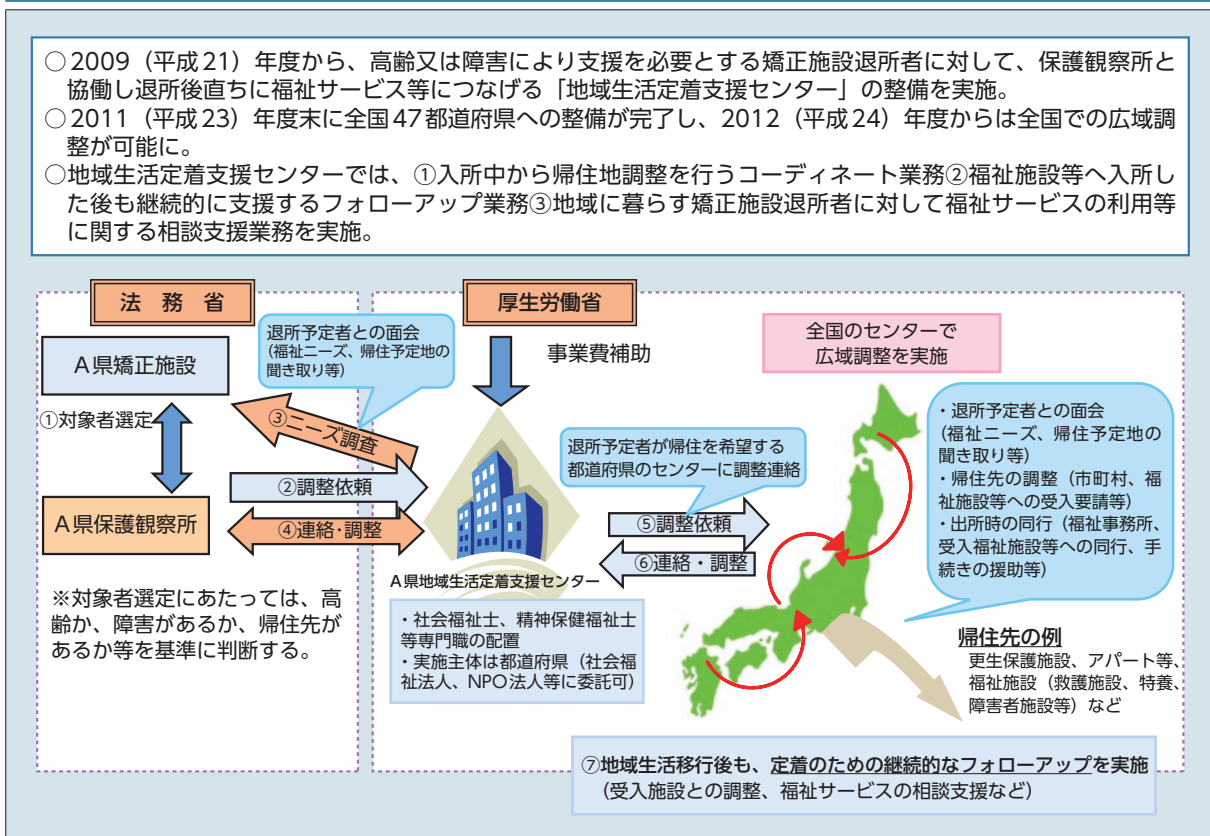 ○2009（平成21）年度から、高齢又は障害により支援を必要とする矯正施設退所者に対して、保護観察所と
協働し退所後直ちに福祉サービス等につなげる「地域生活定着支援センター」の整備を実施。
○2011（平成23）年度末に全国47都道府県への整備が完了し、2012（平成24）年度からは全国での広域調
整が可能に。
○地域生活定着支援センターでは、①入所中から帰住地調整を行うコーディネート業務②福祉施設等へ入所し
た後も継続的に支援するフォローアップ業務③地域に暮らす矯正施設退所者に対して福祉サービスの利用等
に関する相談支援業務を実施。
法務省
A県矯正施設
①対象者選定
A県保護観察所
※対象者選定にあたっては、高
齢か、障害があるか、帰住先が
あるか等を基準に判断する。
退所予定者との面会
（福祉ニーズ、帰住予定地の
聞き取り等）
③ニーズ調査
②調整依頼
④連絡・調整
厚生労働省
事業費補助
A県地域生活定着支援センター
・社会福祉士、精神保健福祉士
等専門職の配置
・実施主体は都道府県（社会福
祉法人、NPO法人等に委託可）
退所予定者が帰住を希望する
都道府県のセンターに調整連絡
⑤調整依頼
⑥連絡・調整
全国のセンターで
広域調整を実施
・退所予定者との面会
（福祉ニーズ、帰住予定地の
聞き取り等）
・帰住先の調整（市町村、福
祉施設等への受入要請等）
・出所時の同行（福祉事務所、
受入福祉施設等への同行、手
続きの援助等）
帰住先の例
更生保護施設、アパート等、
福祉施設（救護施設、特養、
障害者施設等）など
⑦地域生活移行後も、定着のための継続的なフォローアップを実施
（受入施設との調整、福祉サービスの相談支援など）